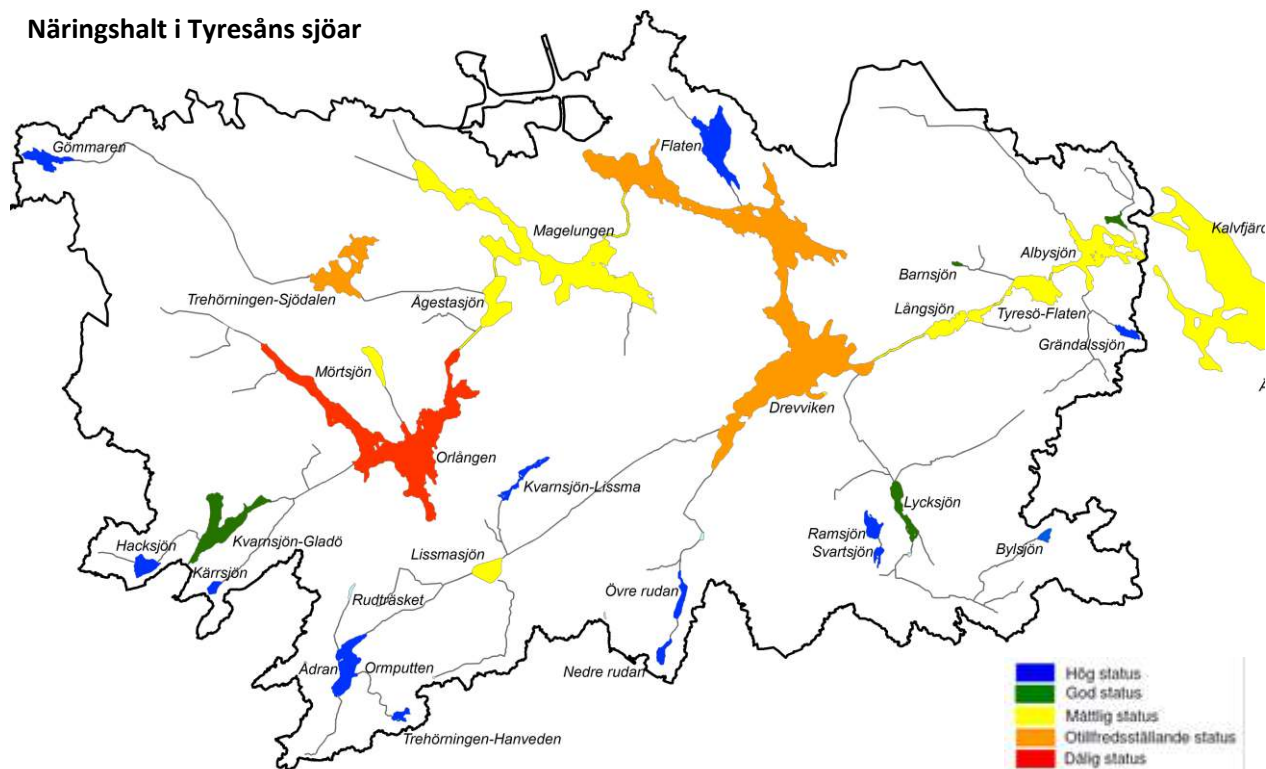 Näringshalt i Tyresåns sjöar
Gömmaren
Flaten
Magelungen
Kalvfjärd
Albysjön
Barnsjön
Trehörningen-Sjödalen
Ågestasjön
Långsjön
Tyresö-Flaten
Grändalssjön
Mörtsjön
Drevviken
Orlången
Kvarnsjön-Lissma
Lycksjön
Ramsjön
Svartsjön
Bylsjön
Hacksjön
Kvarnsjön-Gladö
Kärrsjön
Lissmasjön
Rudträsket
Övre rudan
Ådran
Ormputten
Nedre rudan
Trehörningen-Hanveden
Hög status
God status
Måttlig status
Otillfredsställande status
Dålig status